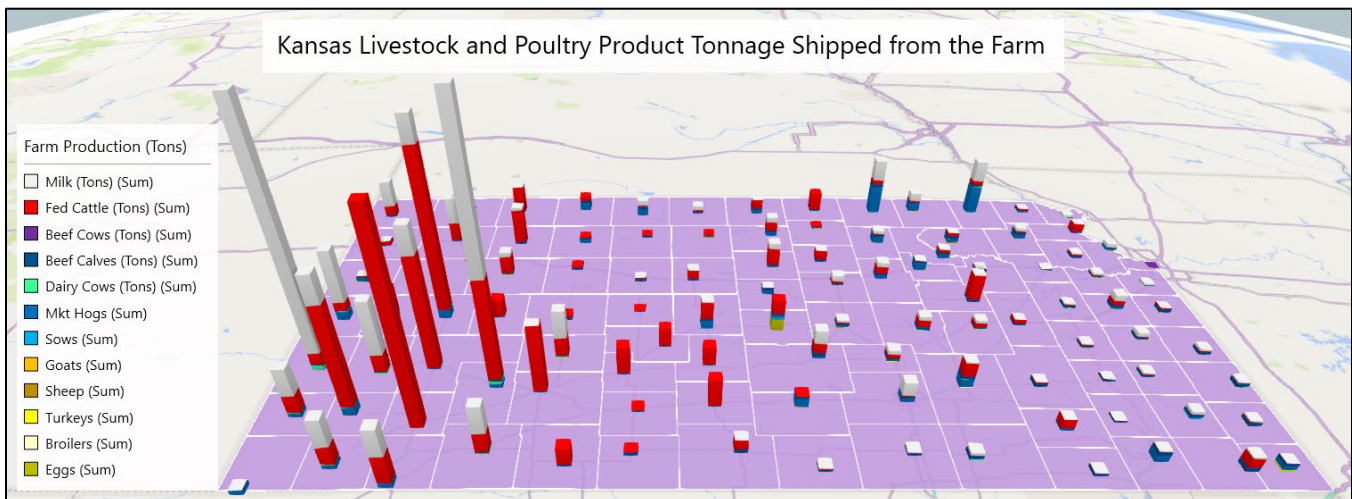 Kansas Livestock and Poultry Product Tonnage Shipped from the Farm
Farm Production (Tons)
Milk (Tons) (Sum)
Fed Cattle (Tons) (Sum)
Beef Cows (Tons) (Sum)
Beef Calves (Tons) (Sum)
Dairy Cows (Tons) (Sum)
Mkt Hogs (Sum)
Sows (Sum)
Goats (Sum)
Sheep (Sum)
Turkeys (Sum)
Broilers (Sum)
Eggs (Sum)